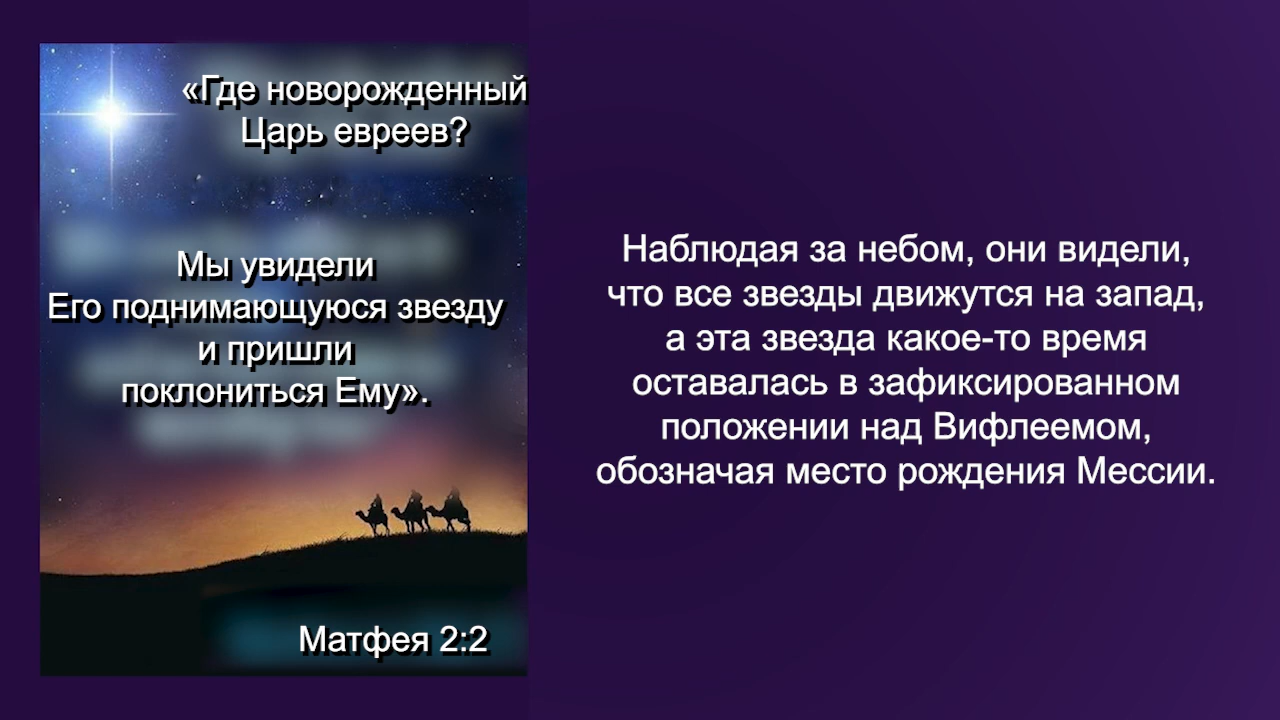 «Где новорожденный
Царь евреев?
Мы увидели
Его поднимающуюся звезду
и пришли
поклониться Ему».
Матфея 2:2
Наблюдая за небом, они видели,
что все звезды движутся на запад,
а эта звезда какое-то время
оставалась в зафиксированном
положении над Вифлеемом,
обозначая место рождения Мессии.